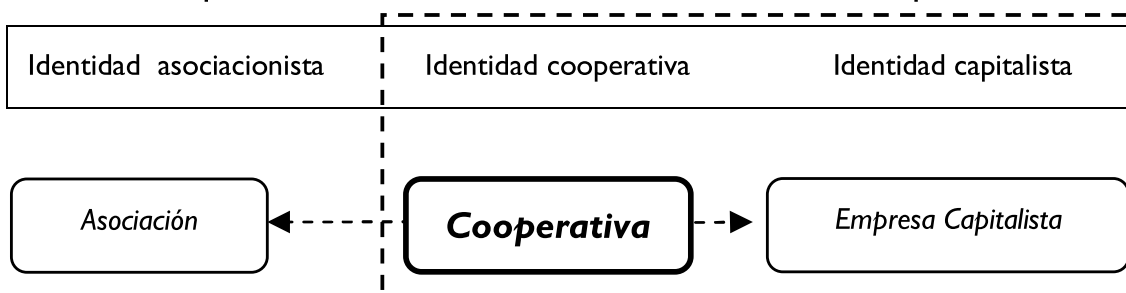 Identidad asociacionista Identidad cooperativa Identidad capitalista
Asociación Cooperativa Empresa Capitalista